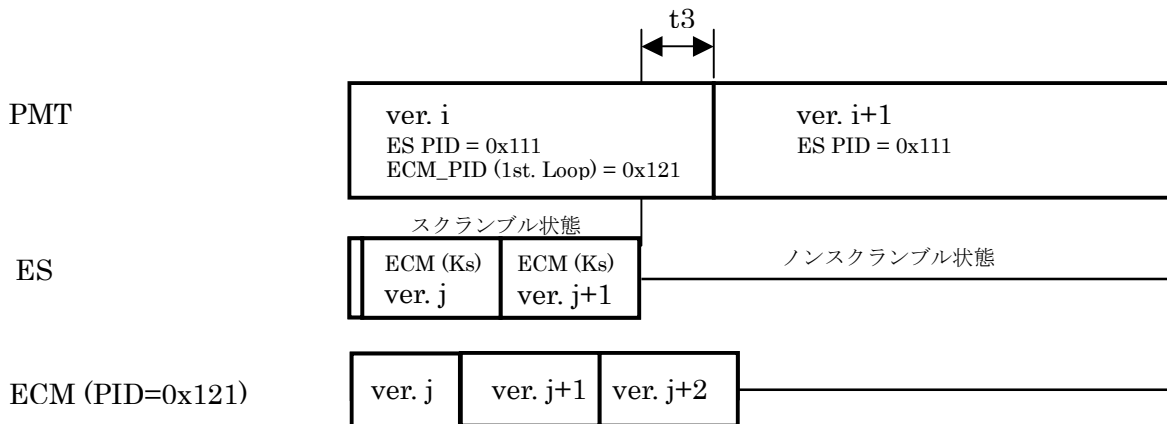 t3
PMT
ver. i
ES PID = 0x111
ECM_PID (1st. Loop) = 0x121
ver. i+1
ES PID = 0x111
スクランブル状態
ES
ECM (Ks)
ver. j
ECM (Ks)
ver. j+1
ノンスクランブル状態
ECM (PID=0x121)
ver. j
ver. j+1
ver. j+2